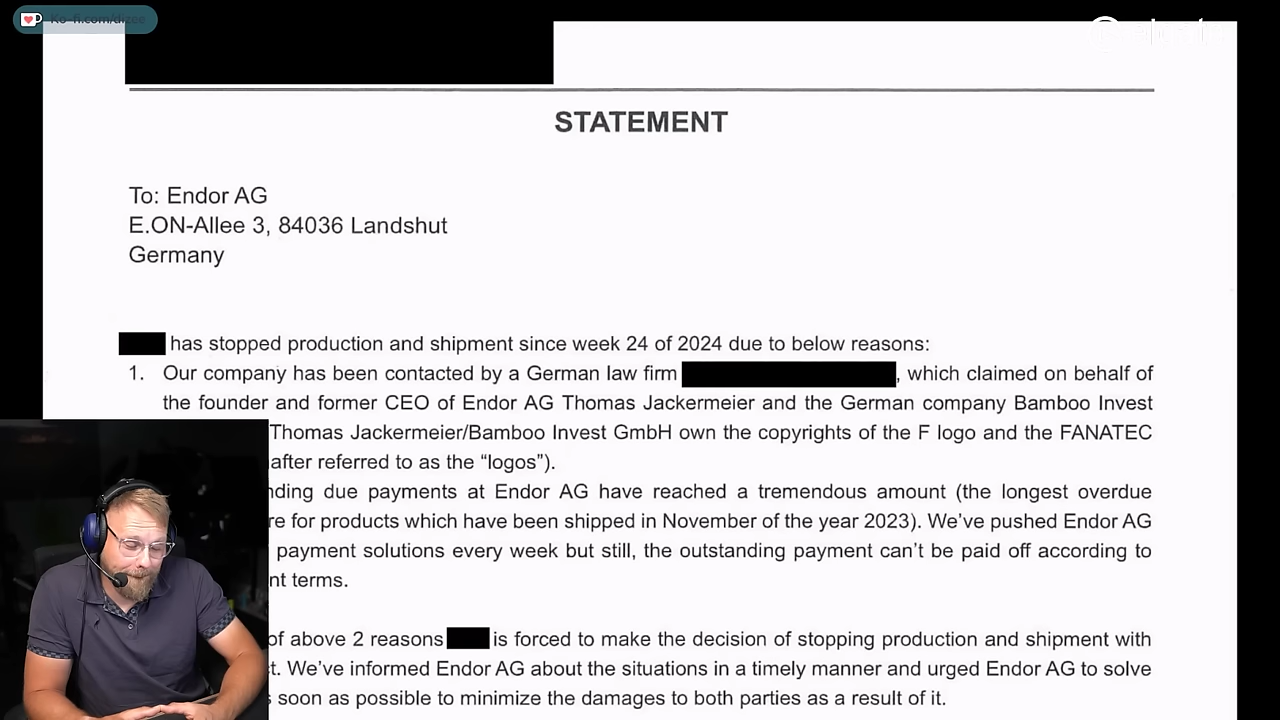 Ko-fi.com/dizee
STATEMENT
To: Endor AG
E.ON-Allee 3, 84036 Landshut
Germany
has stopped production and shipment since week 24 of 2024 due to below reasons:
1. Our company has been contacted by a German law firm , which claimed on behalf of
the founder and former CEO of Endor AG Thomas Jackermeier and the German company Bamboo Invest
Thomas Jackermeier/Bamboo Invest GmbH own the copyrights of the F logo and the FANATEC
after referred to as the “logos”).
nding due payments at Endor AG have reached a tremendous amount (the longest overdue
re for products which have been shipped in November of the year 2023). We’ve pushed Endor AG
payment solutions every week but still, the outstanding payment can’t be paid off according to
nt terms.
of above 2 reasons is forced to make the decision of stopping production and shipment with
t. We’ve informed Endor AG about the situations in a timely manner and urged Endor AG to solve
soon as possible to minimize the damages to both parties as a result of it.